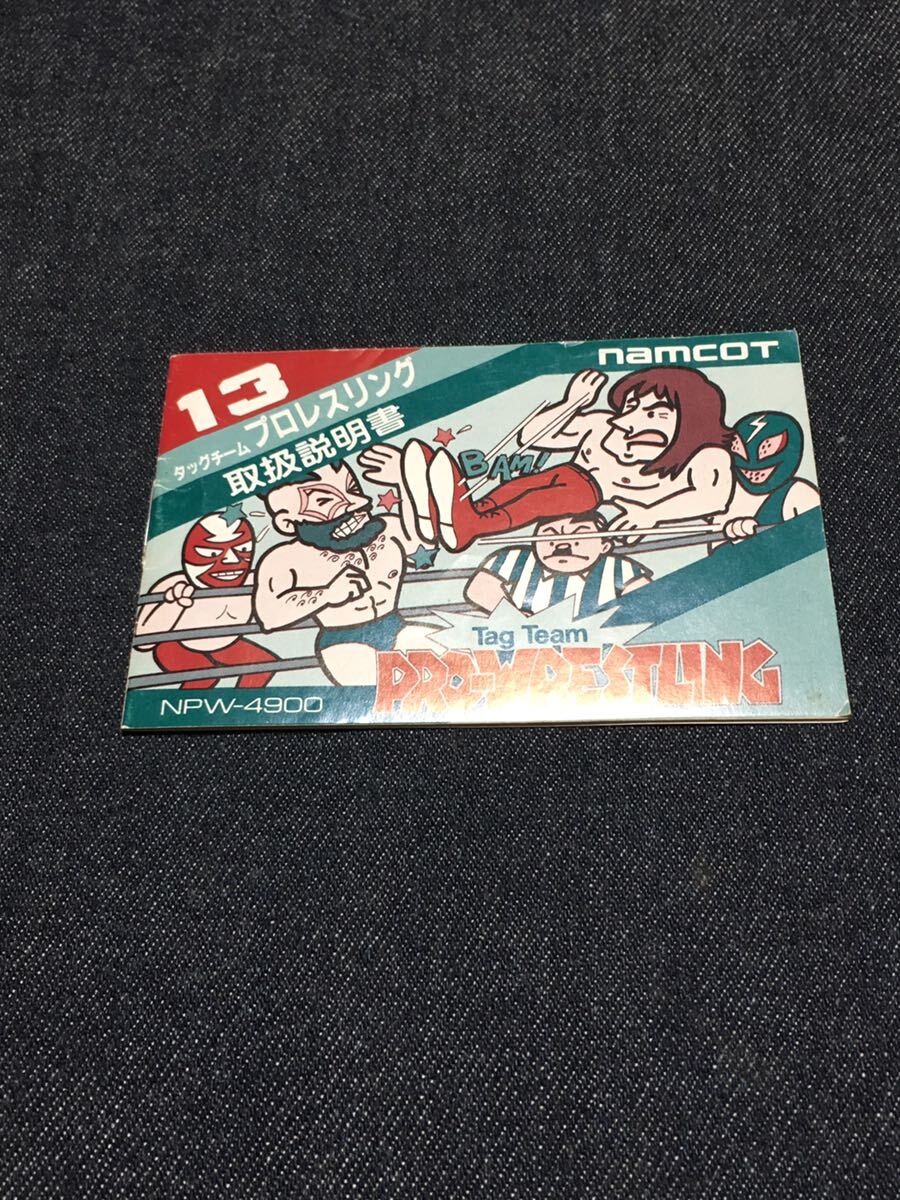 13
namcot
タッグチーム プロレスリング
取扱説明書
BAM!
Tag Team
PRO-WRESTLING
NPW-4900